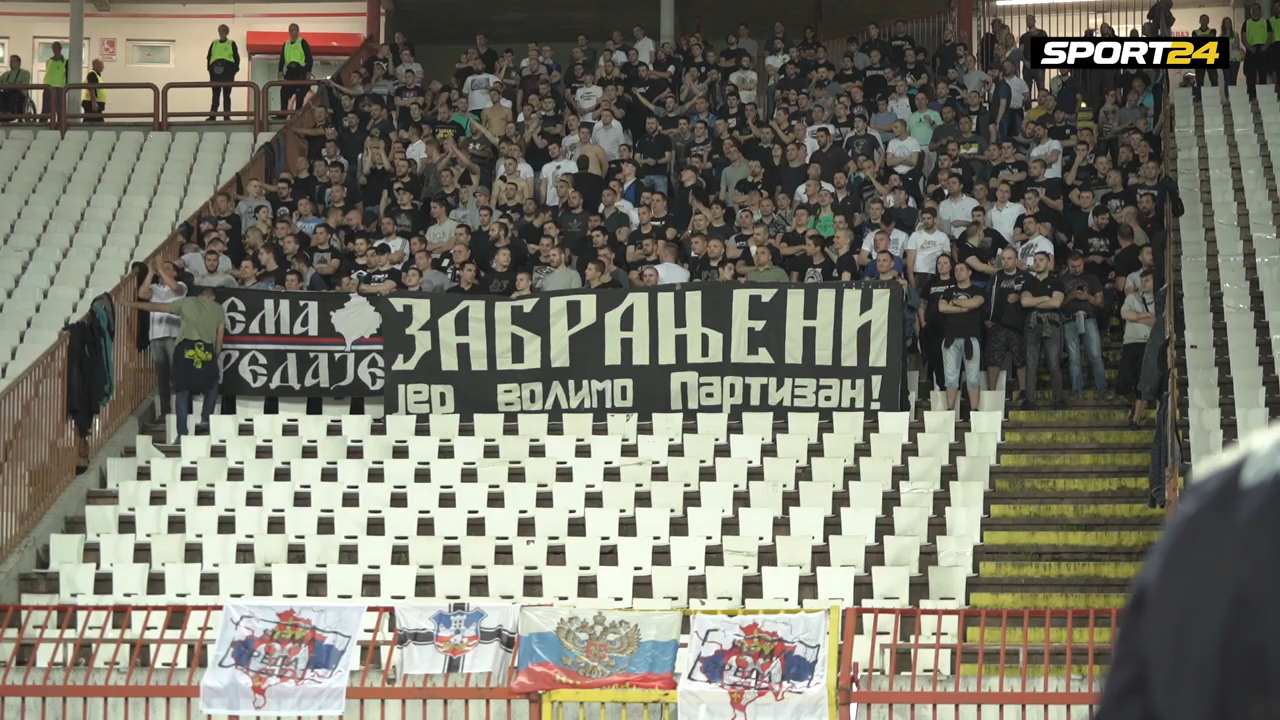 SPORT24
ЕМА
РЕДАЈЕ
ЗАБРАЊЕНИ
ЈЕР ВОЛИМО ПАРТИЗАН!